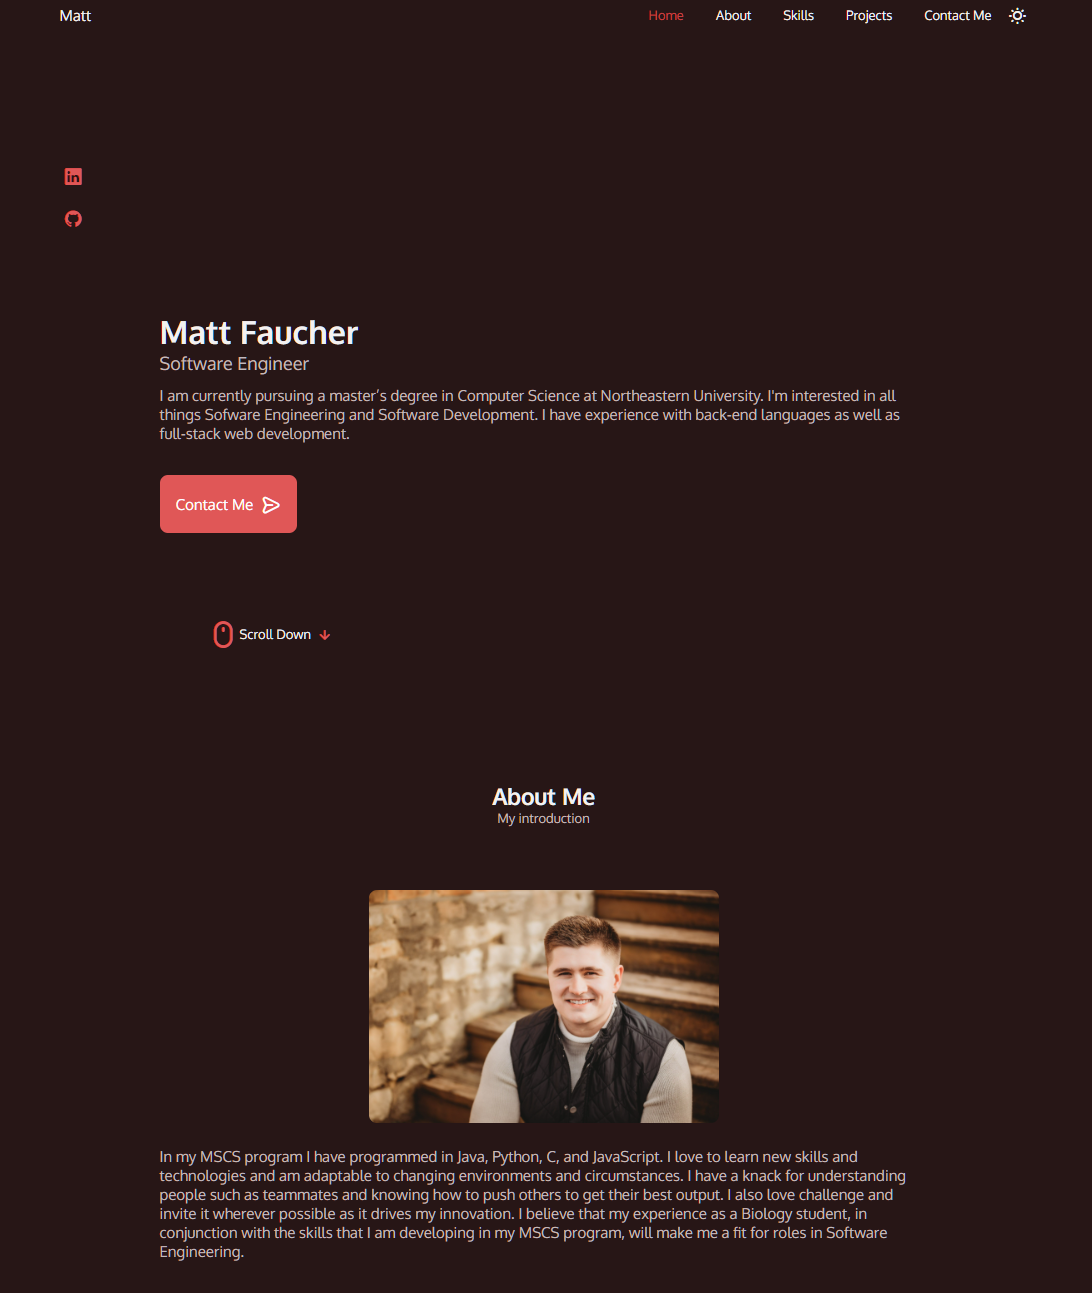 Matt
Home About Skills Projects Contact Me
Matt Faucher
Software Engineer
I am currently pursuing a master’s degree in Computer Science at Northeastern University. I'm interested in all
things Sofware Engineering and Software Development. I have experience with back-end languages as well as
full-stack web development.
Contact Me
Scroll Down
About Me
My introduction
In my MSCS program I have programmed in Java, Python, C, and JavaScript. I love to learn new skills and
technologies and am adaptable to changing environments and circumstances. I have a knack for understanding
people such as teammates and knowing how to push others to get their best output. I also love challenge and
invite it wherever possible as it drives my innovation. I believe that my experience as a Biology student, in
conjunction with the skills that I am developing in my MSCS program, will make me a fit for roles in Software
Engineering.